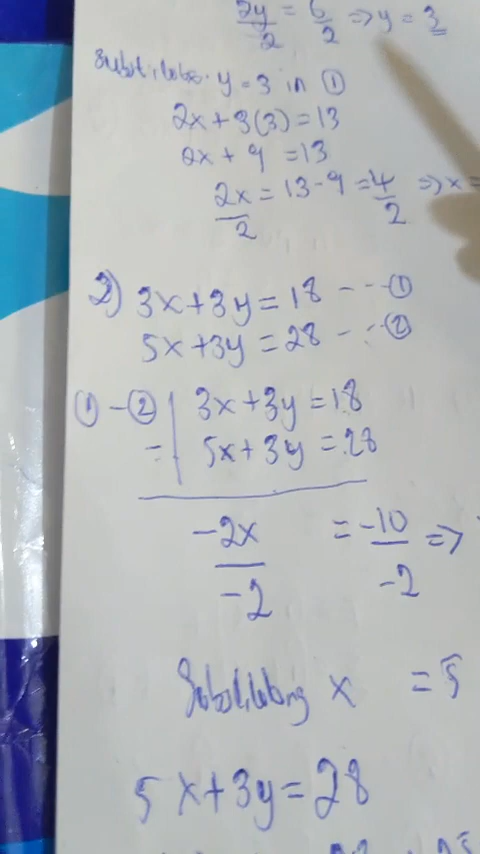 2y/2 = 6/2 => y = 3
y = 3 in ①
2x+3(3)=13
2x + 9 = 13
2x/2 = 13-9 = 4/2 => x =
2) 3x+3y = 18 --- ①
5x+3y = 28 --- ②
① - ② 3x+3y = 18
= 5x+3y = 28
-2x/-2 = -10/-2 =>
Substituting x = 5
5x+3y = 28